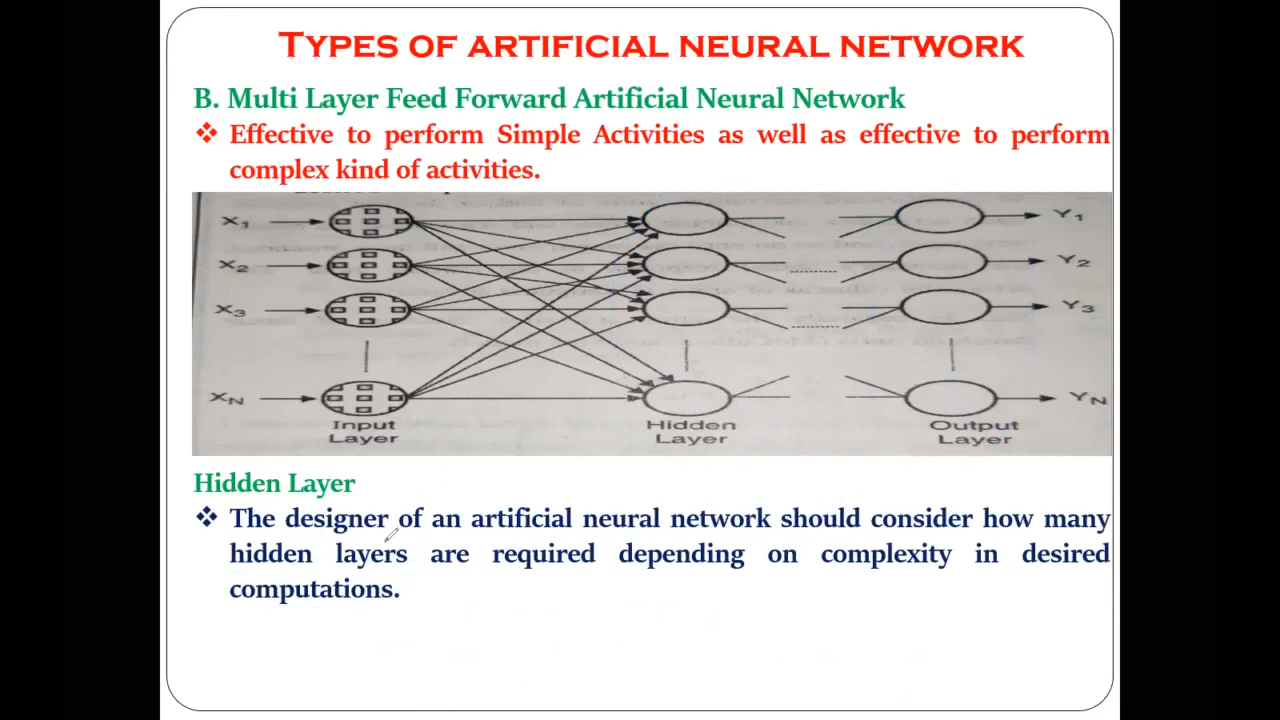 TYPES OF ARTIFICIAL NEURAL NETWORK
B. Multi Layer Feed Forward Artificial Neural Network
❖ Effective to perform Simple Activities as well as effective to perform
complex kind of activities.
X1 Y1
X2 Y2
X3 Y3
XN YN
Input Hidden Output
Layer Layer Layer
Hidden Layer
❖ The designer of an artificial neural network should consider how many
hidden layers are required depending on complexity in desired
computations.